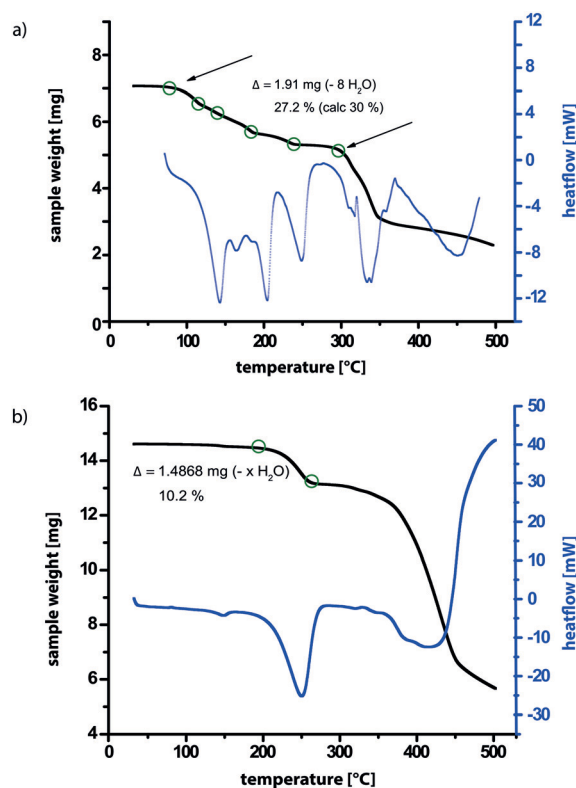 a)
Δ = 1.91 mg (- 8 H₂O)
27.2 % (calc 30 %)
sample weight [mg]
0
2
4
6
8
heatflow [mW]
12
8
4
0
-4
-8
-12
0 100 200 300 400 500
temperature [°C]
b)
Δ = 1.4868 mg (- x H₂O)
10.2 %
sample weight [mg]
16
14
12
10
8
6
4
heatflow [mW]
40
30
20
10
0
-10
-20
-30
0 100 200 300 400 500
temperature [°C]